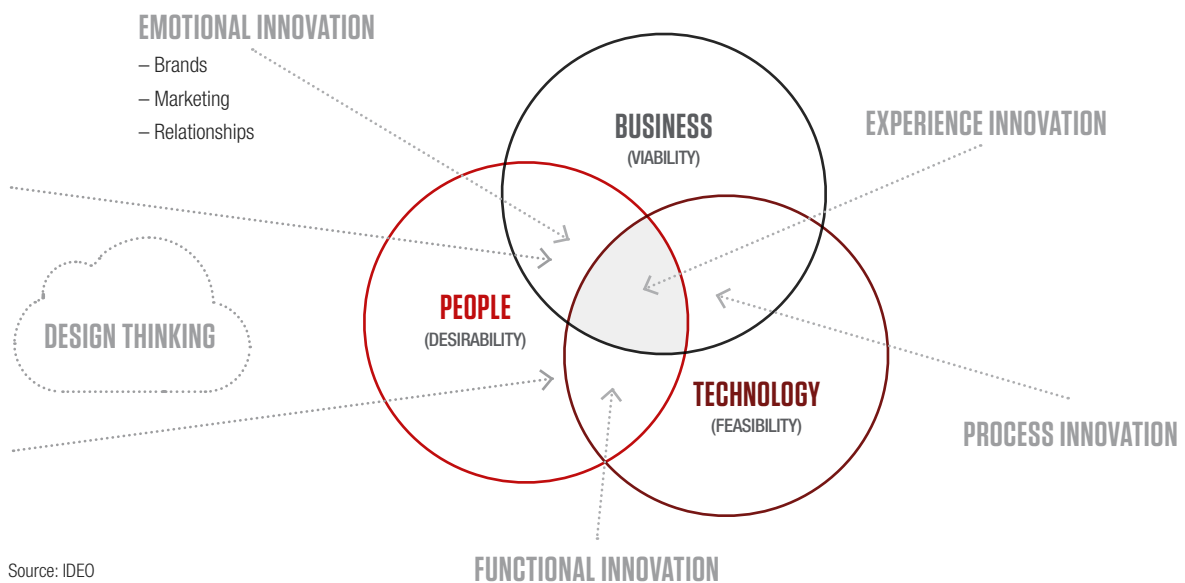 EMOTIONAL INNOVATION
– Brands
– Marketing
– Relationships
BUSINESS
(VIABILITY)
EXPERIENCE INNOVATION
PEOPLE
(DESIRABILITY)
DESIGN THINKING
TECHNOLOGY
(FEASIBILITY)
PROCESS INNOVATION
FUNCTIONAL INNOVATION
Source: IDEO